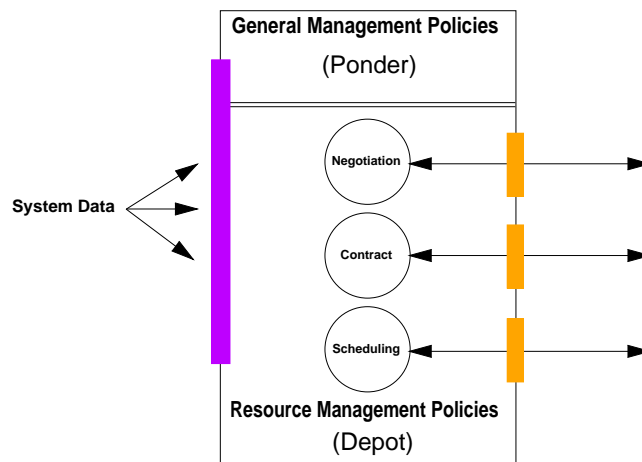 General Management Policies
(Ponder)
Negotiation
System Data
Contract
Scheduling
Resource Management Policies
(Depot)